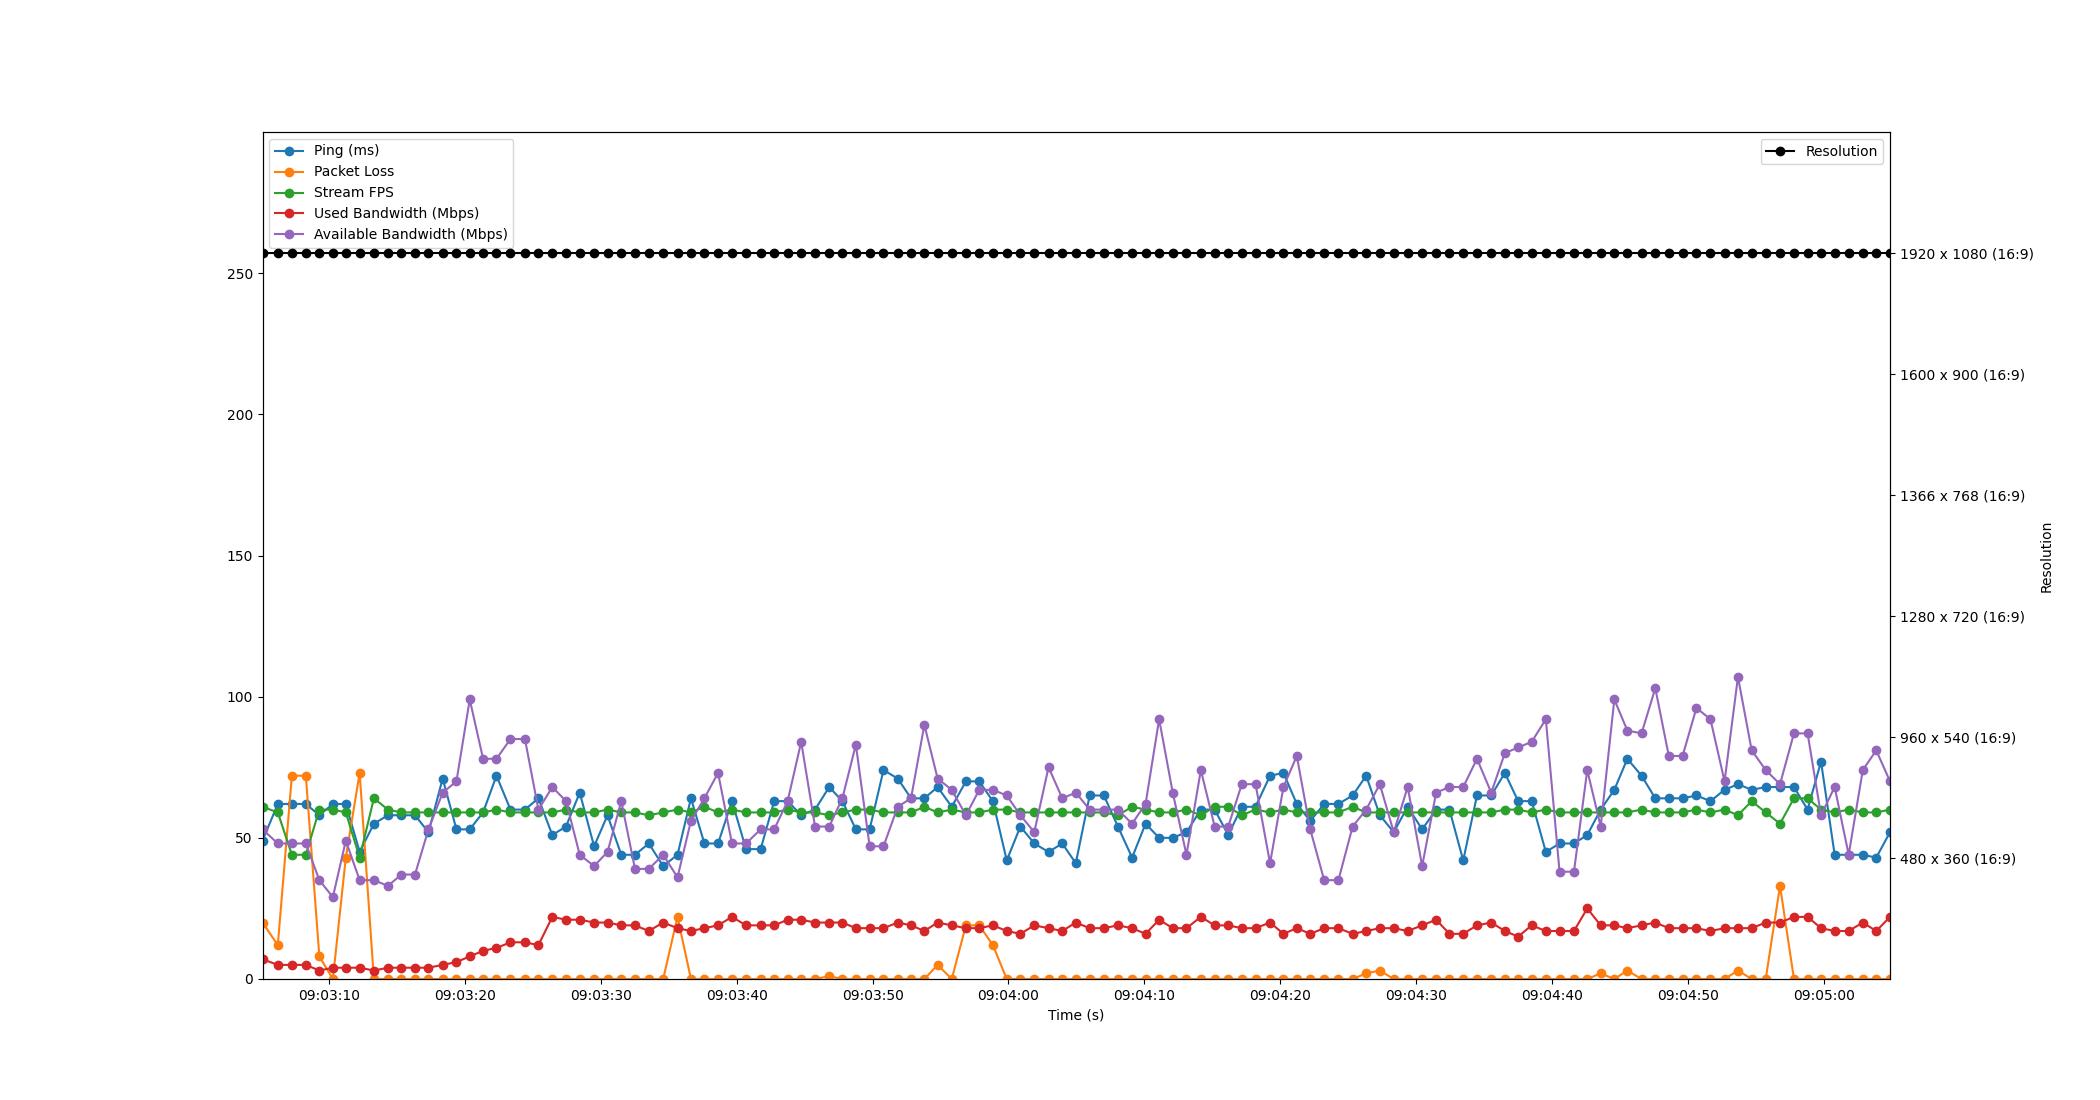 Ping (ms)
Packet Loss
Stream FPS
Used Bandwidth (Mbps)
Available Bandwidth (Mbps)
Resolution
250
200
150
100
50
0
1920 x 1080 (16:9)
1600 x 900 (16:9)
1366 x 768 (16:9)
1280 x 720 (16:9)
960 x 540 (16:9)
480 x 360 (16:9)
Resolution
09:03:10 09:03:20 09:03:30 09:03:40 09:03:50 09:04:00 09:04:10 09:04:20 09:04:30 09:04:40 09:04:50 09:05:00
Time (s)